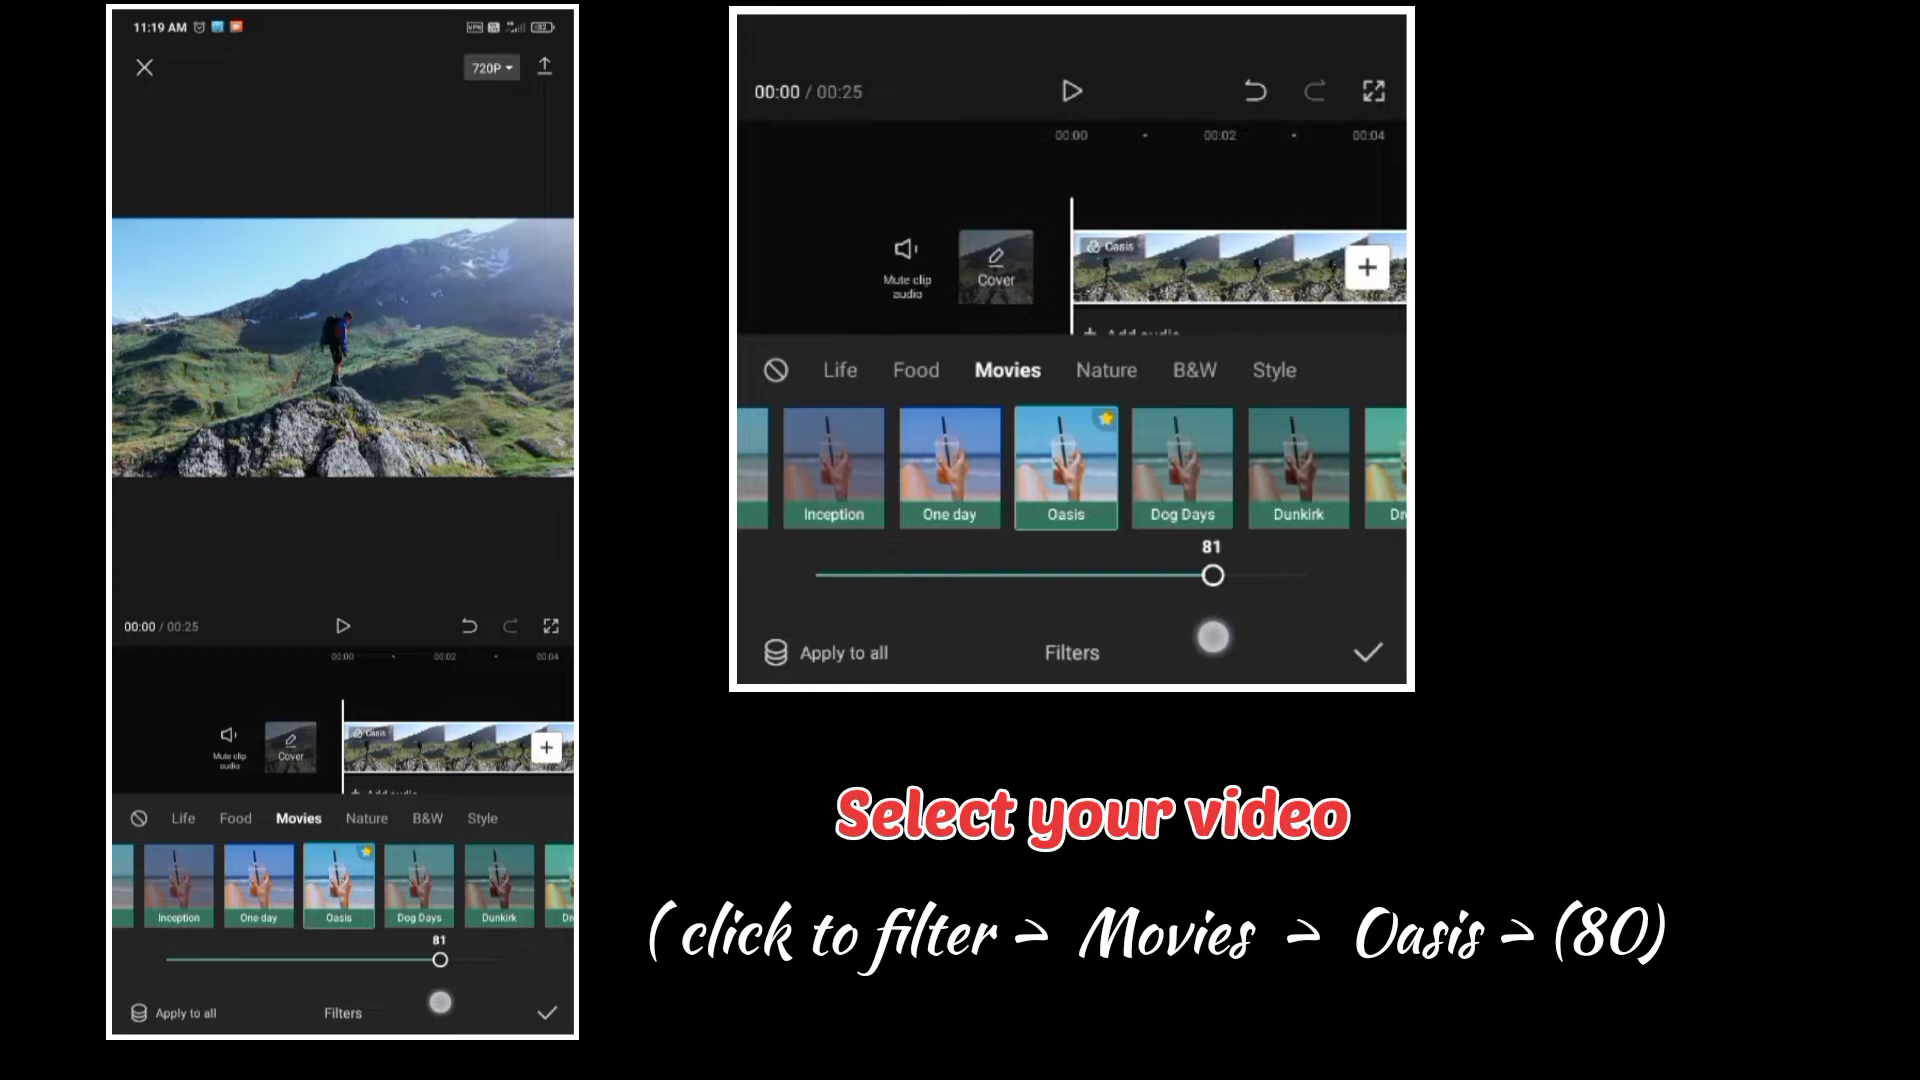 11:19 AM
VPN
720P
00:00 / 00:25
00:00 00:02 00:04
Mute clip audio
Cover
Oasis
Life Food Movies Nature B&W Style
Inception One day Oasis Dog Days Dunkirk
81
Apply to all Filters
00:00 / 00:25
00:00 00:02 00:04
Mute clip audio
Cover
Oasis
Life Food Movies Nature B&W Style
Inception One day Oasis Dog Days Dunkirk
81
Apply to all Filters
Select your video
( click to filter > Movies > Oasis > (80)